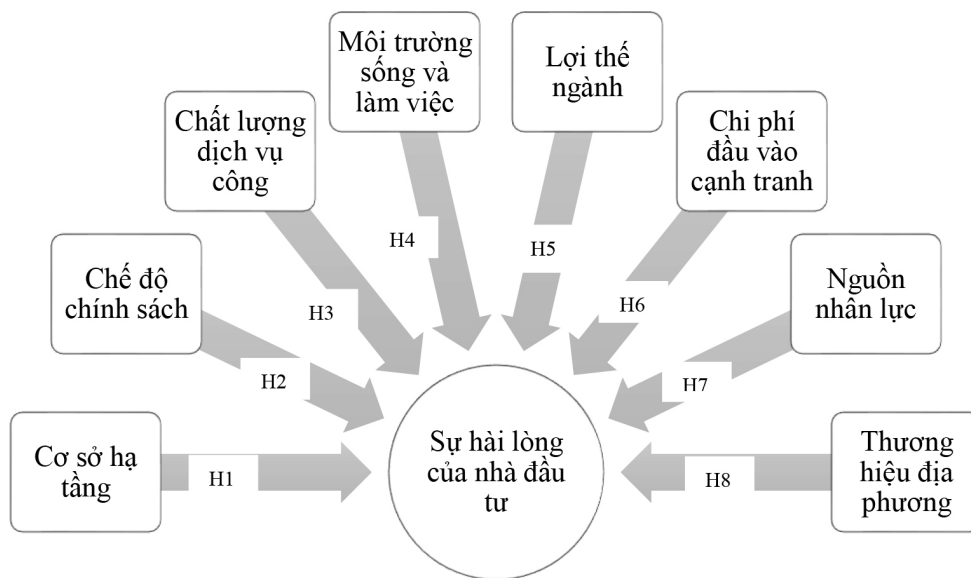 Môi trường
sống và
làm việc
Lợi thế
ngành
Chất lượng
dịch vụ
công
Chi phí
đầu vào
cạnh tranh
H4
H5
Chế độ
chính sách
H3
H6
Nguồn
nhân lực
H2
H7
Cơ sở hạ
tầng
H1
Sự hài lòng
của nhà đầu
tư
H8
Thương
hiệu địa
phương